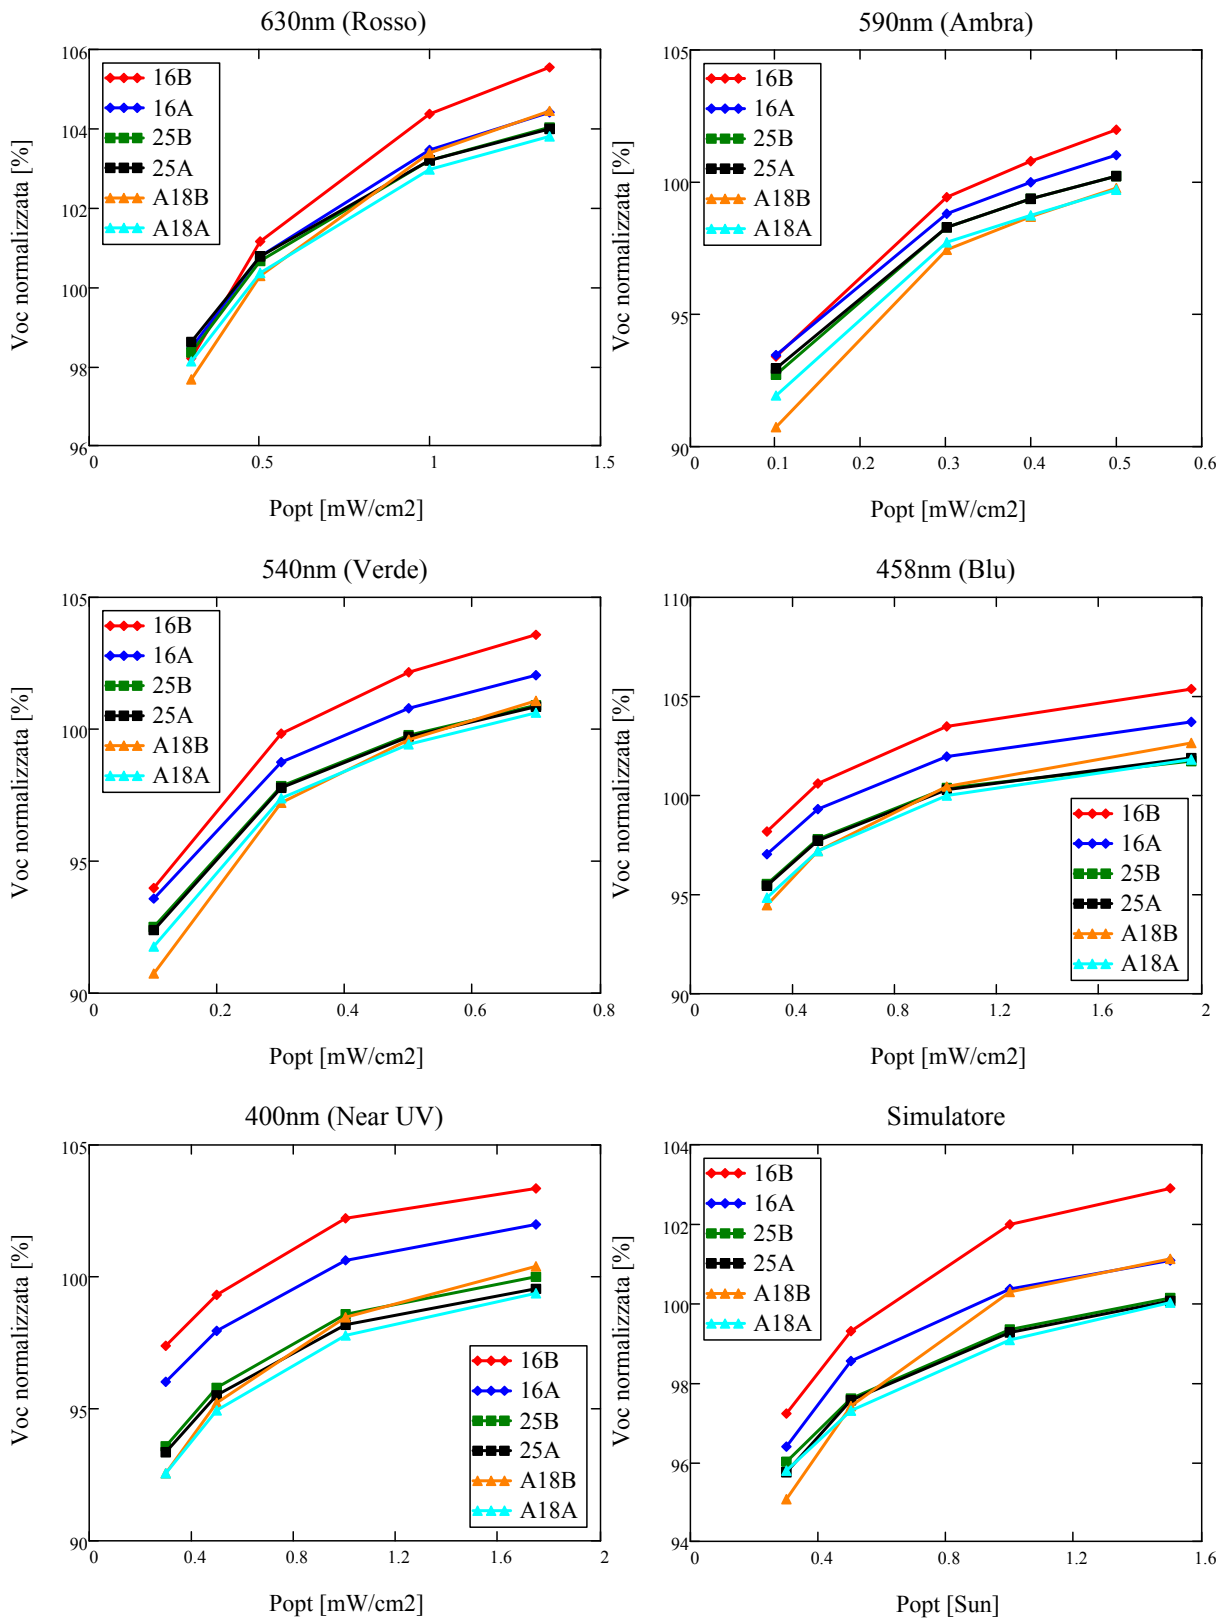 630nm (Rosso)
106
104
102
100
98
96
0
0.5
1
1.5
16B
16A
25B
25A
A18B
A18A
Voc normalizzata [%]
Popt [mW/cm2]
590nm (Ambra)
105
100
95
90
0
0.1
0.2
0.3
0.4
0.5
0.6
16B
16A
25B
25A
A18B
A18A
Voc normalizzata [%]
Popt [mW/cm2]
540nm (Verde)
105
100
95
90
0
0.2
0.4
0.6
0.8
16B
16A
25B
25A
A18B
A18A
Voc normalizzata [%]
Popt [mW/cm2]
458nm (Blu)
110
105
100
95
90
0
0.4
0.8
1.2
1.6
2
16B
16A
25B
25A
A18B
A18A
Voc normalizzata [%]
Popt [mW/cm2]
400nm (Near UV)
105
100
95
90
0
0.4
0.8
1.2
1.6
2
16B
16A
25B
25A
A18B
A18A
Voc normalizzata [%]
Popt [mW/cm2]
Simulatore
104
102
100
98
96
94
0
0.4
0.8
1.2
1.6
16B
16A
25B
25A
A18B
A18A
Voc normalizzata [%]
Popt [Sun]